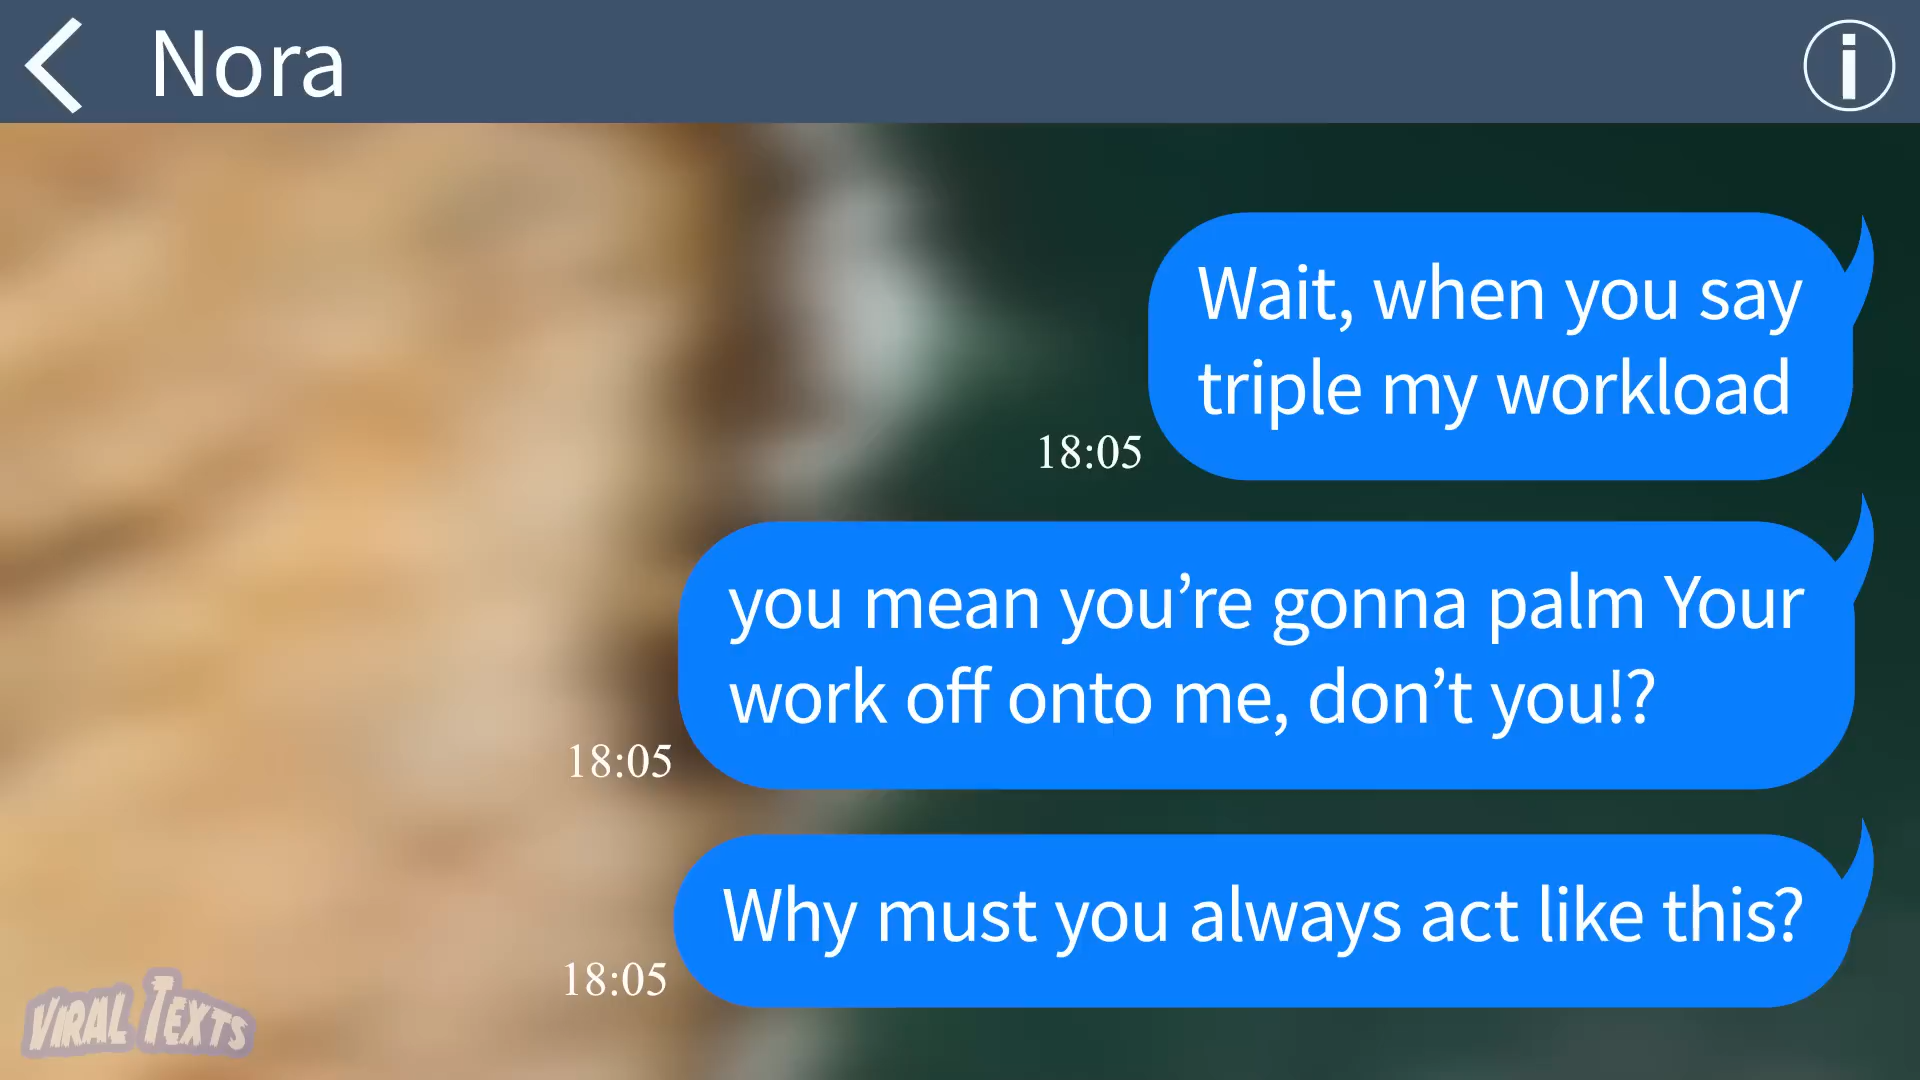 Nora
Wait, when you say
triple my workload
18:05
you mean you’re gonna palm Your
work off onto me, don’t you!?
18:05
Why must you always act like this?
18:05
VIRAL TEXTS